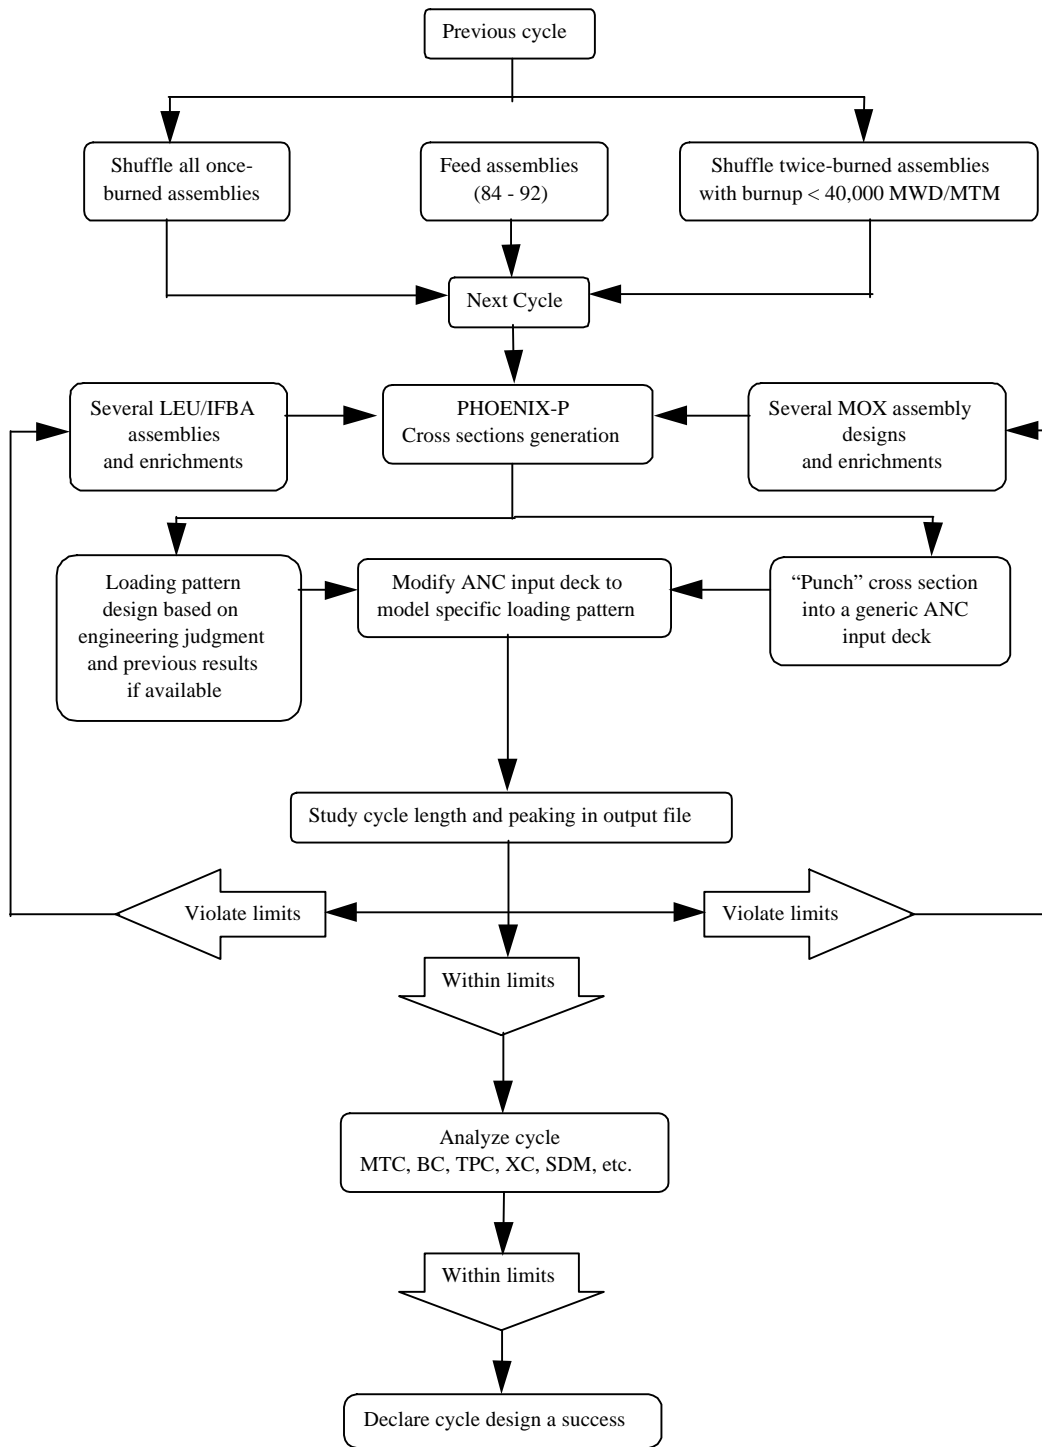 Previous cycle
Shuffle all once-
burned assemblies
Feed assemblies
(84 - 92)
Shuffle twice-burned assemblies
with burnup < 40,000 MWD/MTM
Next Cycle
Several LEU/IFBA
assemblies
and enrichments
PHOENIX-P
Cross sections generation
Several MOX assembly
designs
and enrichments
Loading pattern
design based on
engineering judgment
and previous results
if available
Modify ANC input deck to
model specific loading pattern
“Punch” cross section
into a generic ANC
input deck
Study cycle length and peaking in output file
Violate limits
Violate limits
Within limits
Analyze cycle
MTC, BC, TPC, XC, SDM, etc.
Within limits
Declare cycle design a success